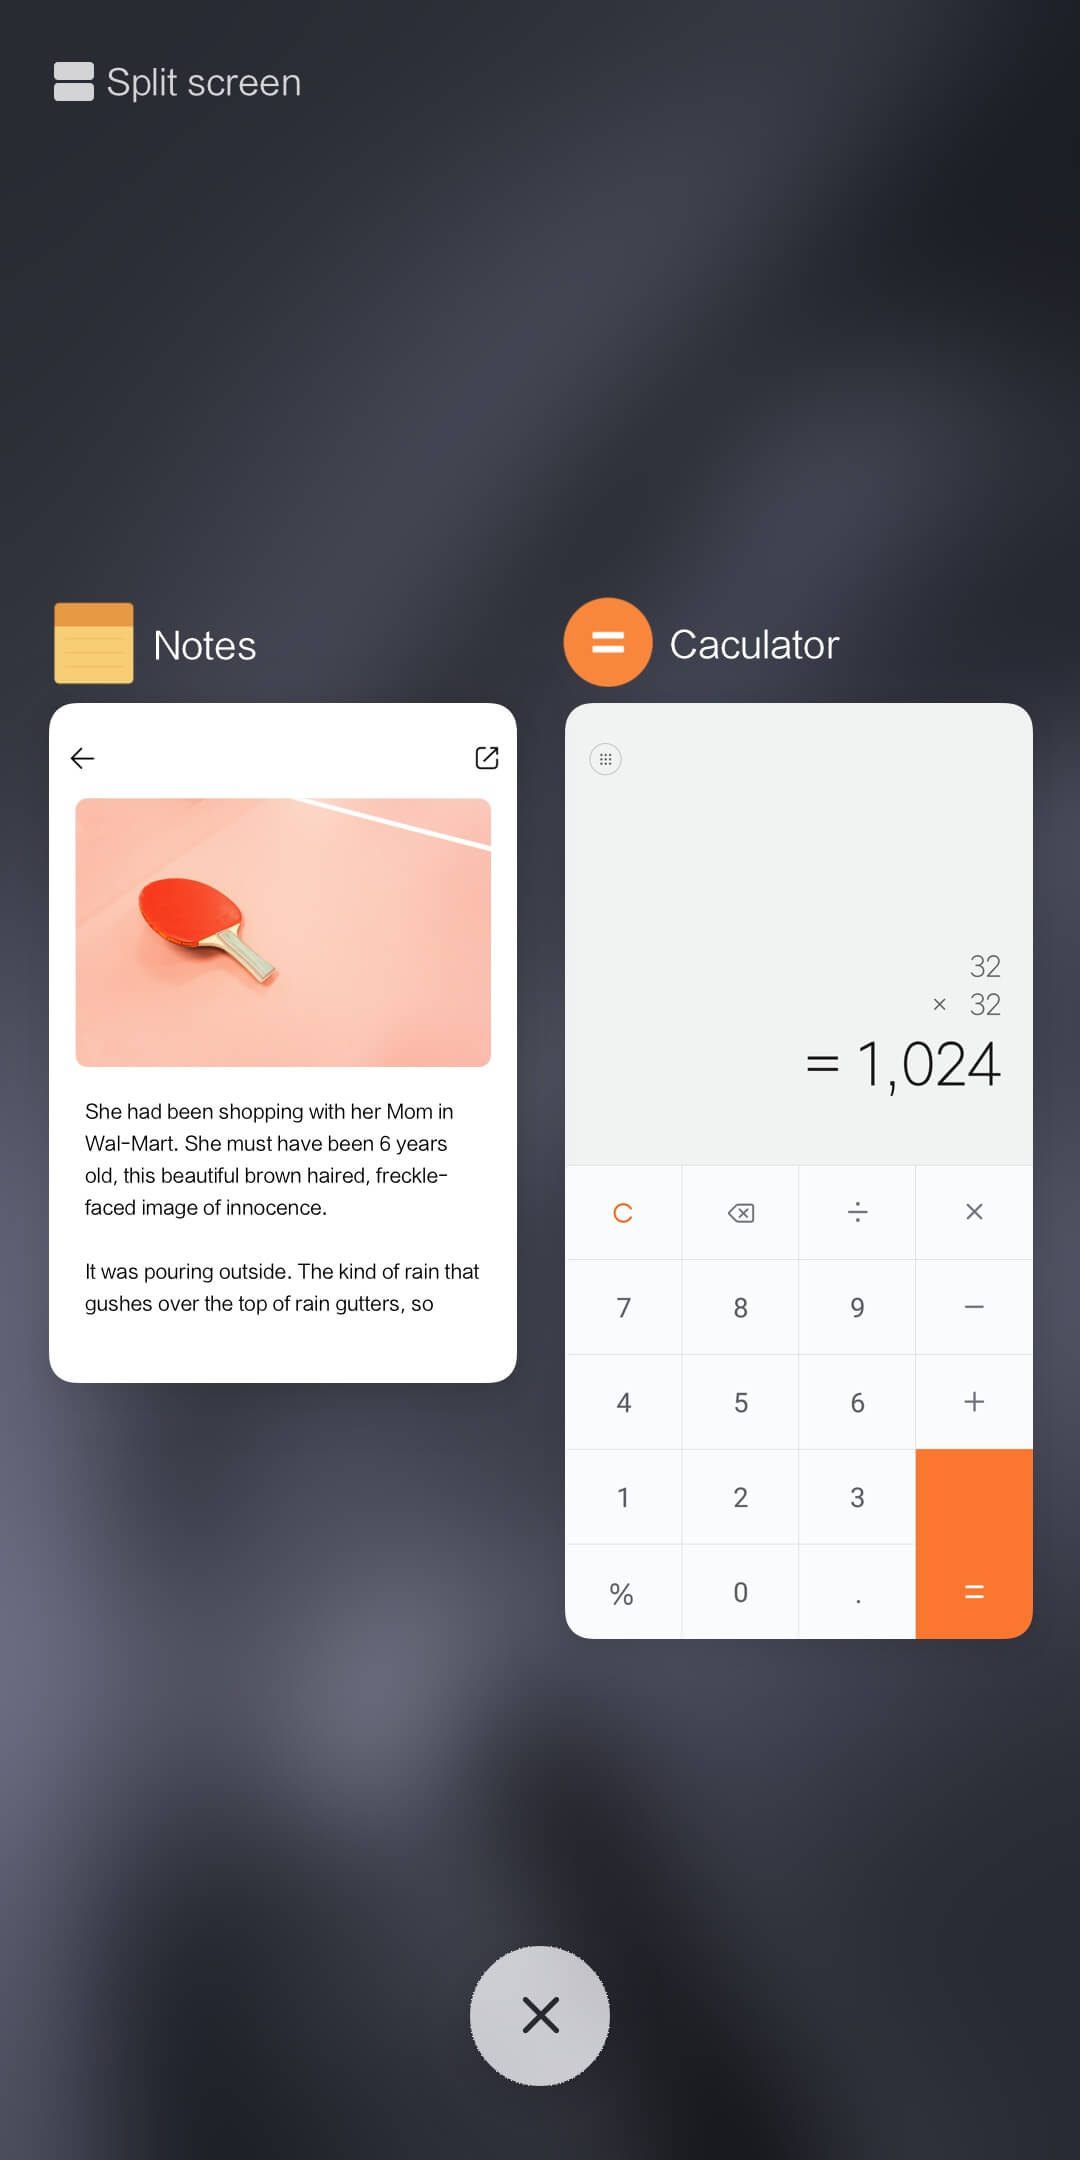 Split screen
Notes
She had been shopping with her Mom in
Wal-Mart. She must have been 6 years
old, this beautiful brown haired, freckle-
faced image of innocence.
It was pouring outside. The kind of rain that
gushes over the top of rain gutters, so
Caculator
32
× 32
= 1,024
C ÷ ×
7 8 9 −
4 5 6 +
1 2 3
% 0 . =